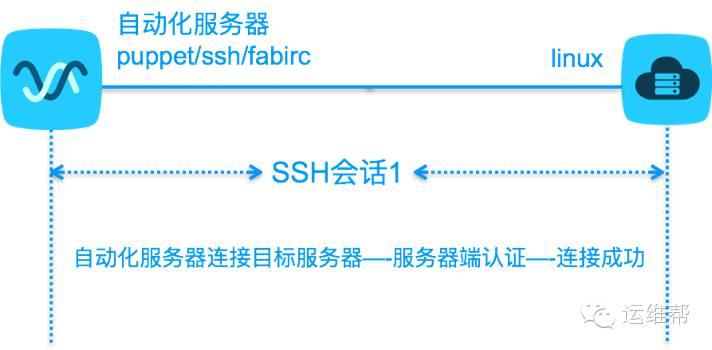 自动化服务器
puppet/ssh/fabirc
linux
SSH会话1
自动化服务器连接目标服务器—-服务器端认证—-连接成功
运维帮